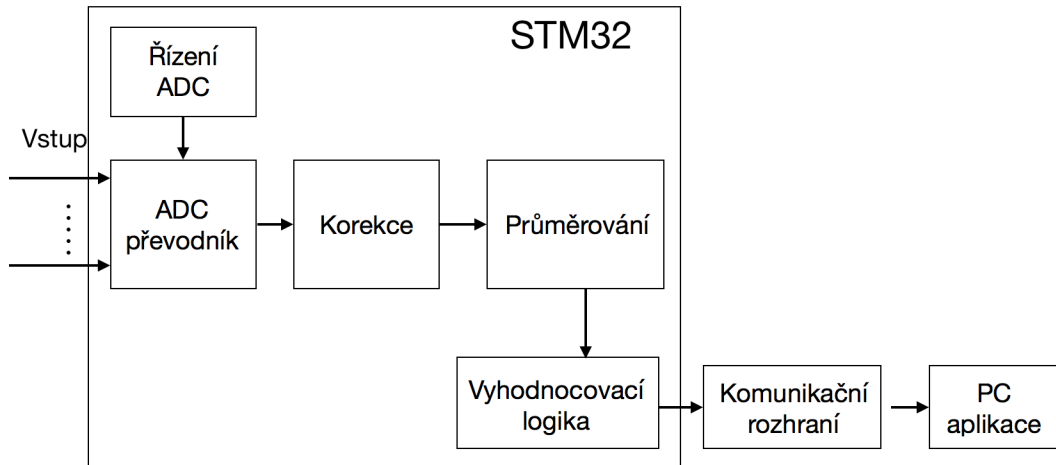 STM32
Řízení
ADC
Vstup
ADC
převodník
Korekce
Průměrování
Vyhodnocovací
logika
Komunikační
rozhraní
PC
aplikace